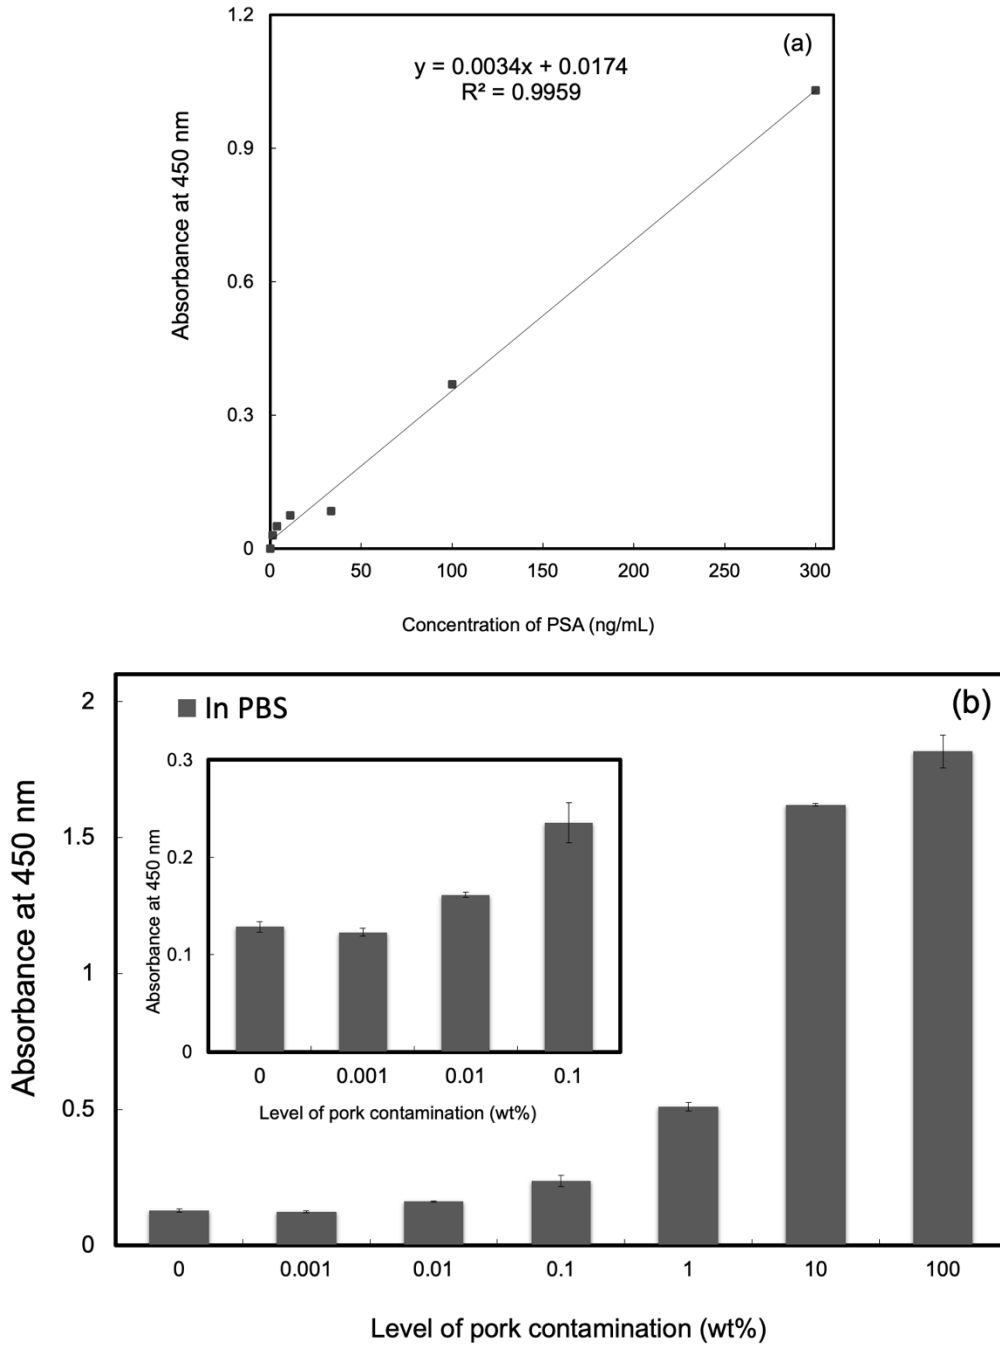 (a)
y = 0.0034x + 0.0174
R² = 0.9959
1.2
0.9
0.6
0.3
0
Absorbance at 450 nm
0 50 100 150 200 250 300
Concentration of PSA (ng/mL)
(b)
In PBS
2
1.5
1
0.5
0
Absorbance at 450 nm
0.3
0.2
0.1
0
Absorbance at 450 nm
0 0.001 0.01 0.1
Level of pork contamination (wt%)
0 0.001 0.01 0.1 1 10 100
Level of pork contamination (wt%)